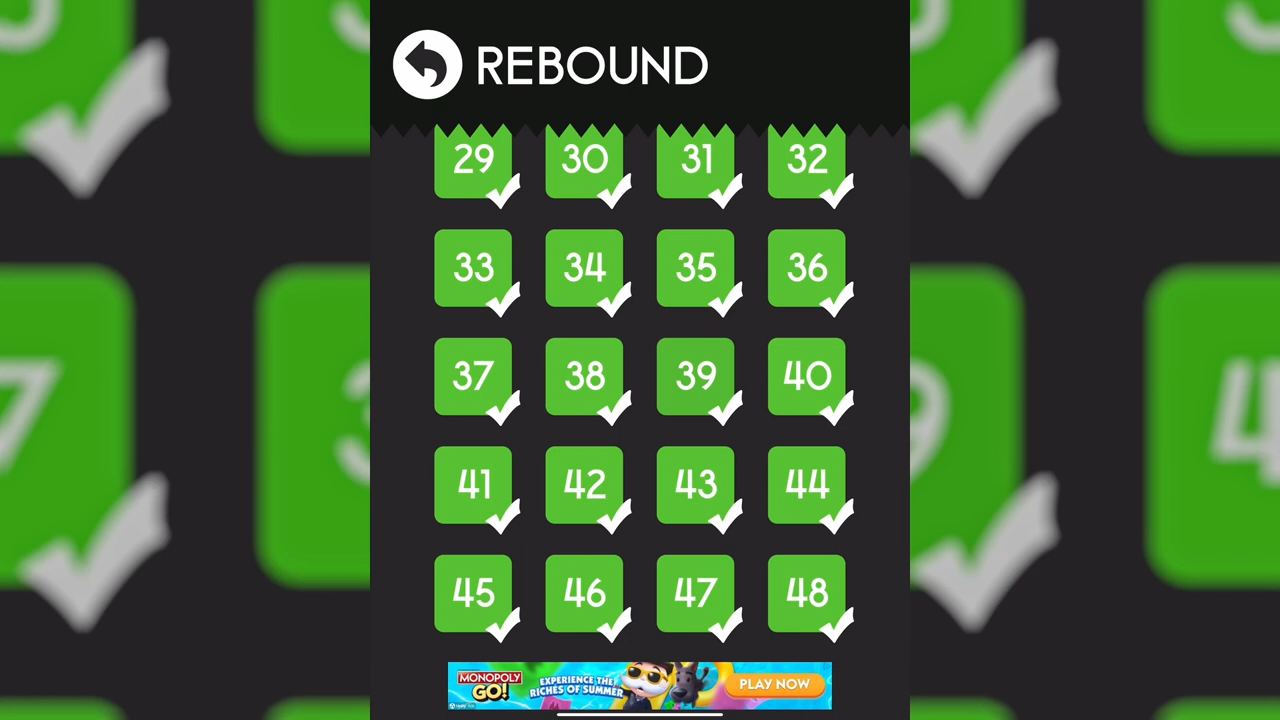 REBOUND
29 30 31 32
33 34 35 36
37 38 39 40
41 42 43 44
45 46 47 48
MONOPOLY
GO!
EXPERIENCE THE
RICHES OF SUMMER
PLAY NOW